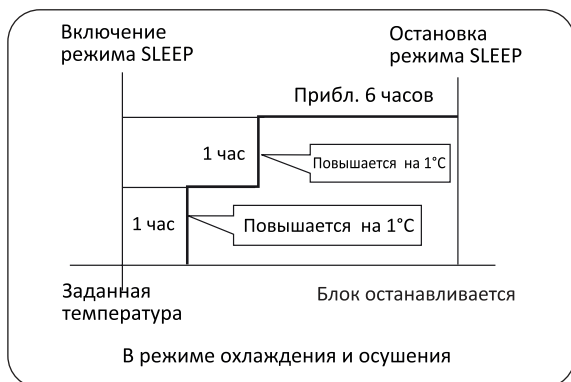 Включение
режима SLEEP
Остановка
режима SLEEP
Прибл. 6 часов
1 час
Повышается на 1°C
1 час
Повышается на 1°C
Заданная
температура
Блок останавливается
В режиме охлаждения и осушения